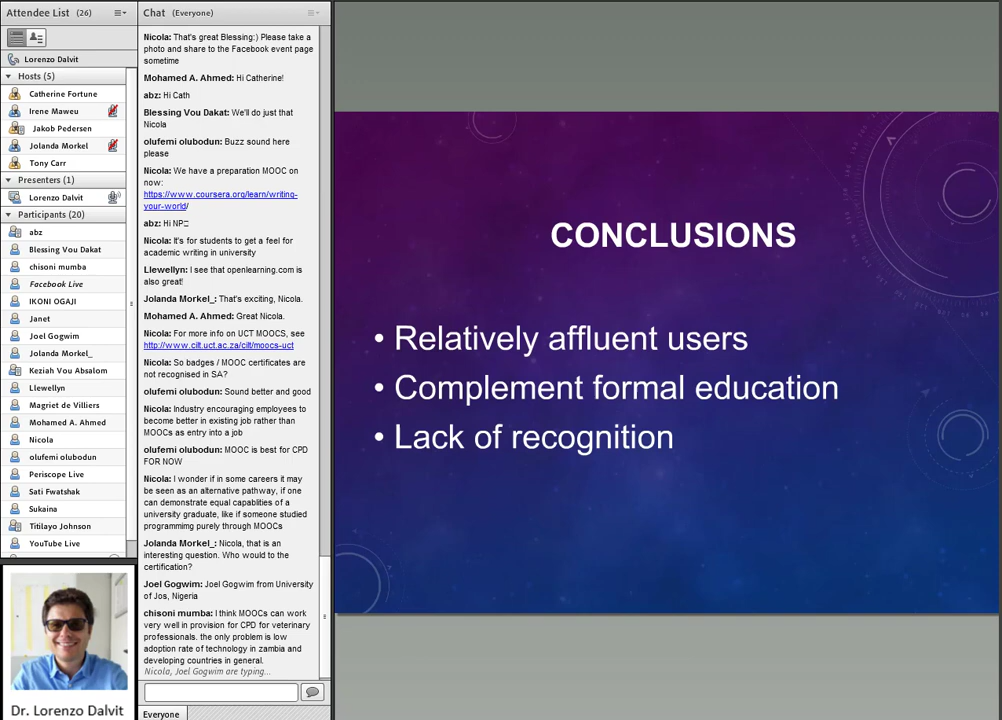 Attendee List (26)
Lorenzo Dalvit
Hosts (5)
Catherine Fortune
Irene Maweu
Jakob Pedersen
Jolanda Morkel
Tony Carr
Presenters (1)
Lorenzo Dalvit
Participants (20)
abz
Blessing Vou Dakat
chisoni mumba
Facebook Live
IKONI OGAJI
Janet
Joel Gogwim
Jolanda Morkel_
Keziah Vou Absalom
Llewellyn
Magriet de Villiers
Mohamed A. Ahmed
Nicola
olufemi olubodun
Periscope Live
Sati Fwatshak
Sukaina
Titilayo Johnson
YouTube Live
Dr. Lorenzo Dalvit
Chat (Everyone)
Nicola: That's great Blessing:) Please take a
photo and share to the Facebook event page
sometime
Mohamed A. Ahmed: Hi Catherine!
abz: Hi Cath
Blessing Vou Dakat: We'll do just that
Nicola
olufemi olubodun: Buzz sound here
please
Nicola: We have a preparation MOOC on
now:
https://www.coursera.org/learn/writing-
your-world/
abz: Hi NP□
Nicola: It's for students to get a feel for
academic writing in university
Llewellyn: I see that openlearning.com is
also great!
Jolanda Morkel_: That's exciting, Nicola.
Mohamed A. Ahmed: Great Nicola.
Nicola: For more info on UCT MOOCS, see
http://www.cilt.uct.ac.za/cilt/moocs-uct
Nicola: So badges / MOOC certificates are
not recognised in SA?
olufemi olubodun: Sound better and good
Nicola: Industry encouraging employees to
become better in existing job rather than
MOOCs as entry into a job
olufemi olubodun: MOOC is best for CPD
FOR NOW
Nicola: I wonder if in some careers it may
be seen as an alternative pathway, if one
can demonstrate equal capablities of a
university graduate, like if someone studied
programmimg purely through MOOCs
Jolanda Morkel_: Nicola, that is an
interesting question. Who would to the
certification?
Joel Gogwim: Joel Gogwim from University
of Jos, Nigeria
chisoni mumba: I think MOOCs can work
very well in provision for CPD for veterinary
professionals. the only problem is low
adoption rate of technology in zambia and
developing countries in general.
Nicola, Joel Gogwim are typing...
Everyone
CONCLUSIONS
• Relatively affluent users
• Complement formal education
• Lack of recognition